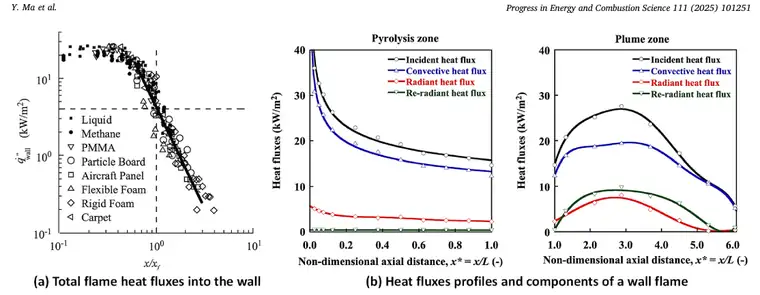 Y. Ma et al.
Progress in Energy and Combustion Science 111 (2025) 101251
q̇"wall (kW/m²)
10¹
10⁰
10⁻¹
Liquid
Methane
PMMA
Particle Board
Aircraft Panel
Flexible Foam
Rigid Foam
Carpet
10⁻¹ 10⁰ 10¹
x/xf
(a) Total flame heat fluxes into the wall
Pyrolysis zone
Heat fluxes (kW/m²)
40
30
20
10
0
Incident heat flux
Convective heat flux
Radiant heat flux
Re-radiant heat flux
0.0 0.2 0.4 0.6 0.8 1.0
Non-dimensional axial distance, x* = x/L (-)
Plume zone
Heat fluxes (kW/m²)
40
30
20
10
0
Incident heat flux
Convective heat flux
Radiant heat flux
Re-radiant heat flux
1.0 2.0 3.0 4.0 5.0 6.0
Non-dimensional axial distance, x* = x/L (-)
(b) Heat fluxes profiles and components of a wall flame